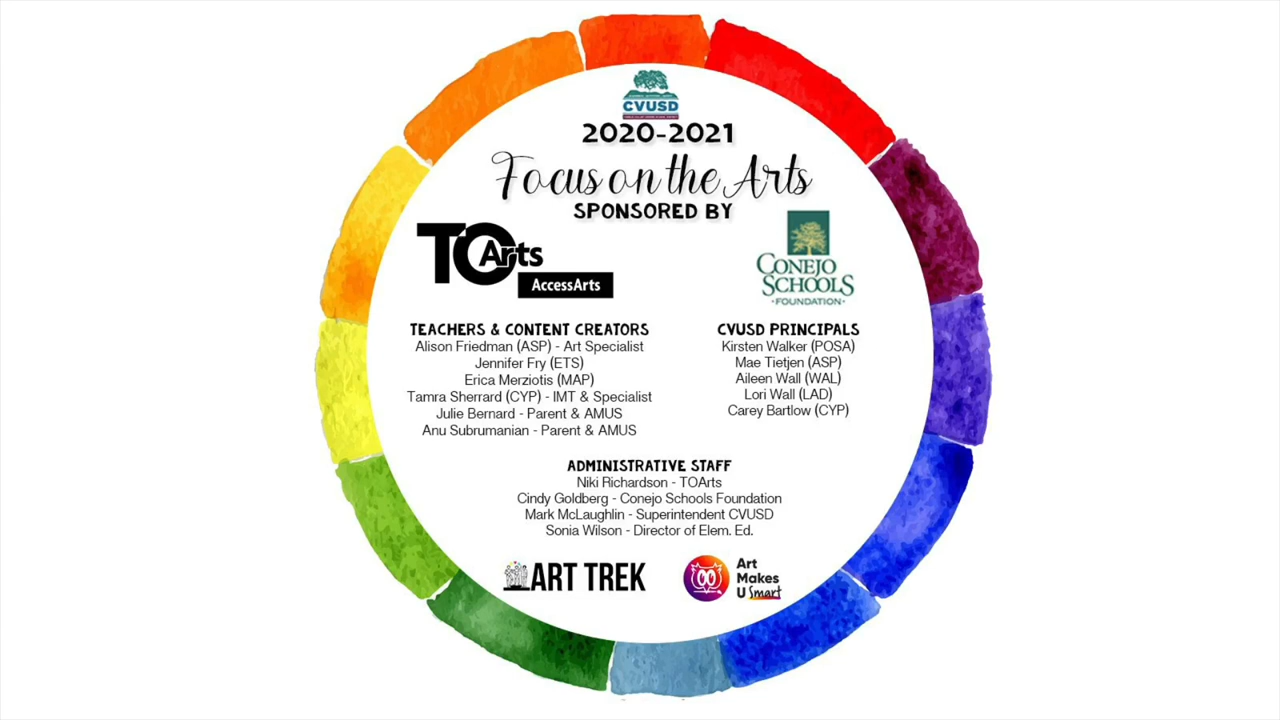 CVUSD
2020-2021
Focus on the Arts
SPONSORED BY
TOArts
AccessArts
CONEJO
SCHOOLS
·FOUNDATION·
TEACHERS & CONTENT CREATORS
Alison Friedman (ASP) - Art Specialist
Jennifer Fry (ETS)
Erica Merziotis (MAP)
Tamra Sherrard (CYP) - IMT & Specialist
Julie Bernard - Parent & AMUS
Anu Subrumanian - Parent & AMUS
CVUSD PRINCIPALS
Kirsten Walker (POSA)
Mae Tietjen (ASP)
Aileen Wall (WAL)
Lori Wall (LAD)
Carey Bartlow (CYP)
ADMINISTRATIVE STAFF
Niki Richardson - TOArts
Cindy Goldberg - Conejo Schools Foundation
Mark McLaughlin - Superintendent CVUSD
Sonia Wilson - Director of Elem. Ed.
ART TREK
Art
Makes
U Smart